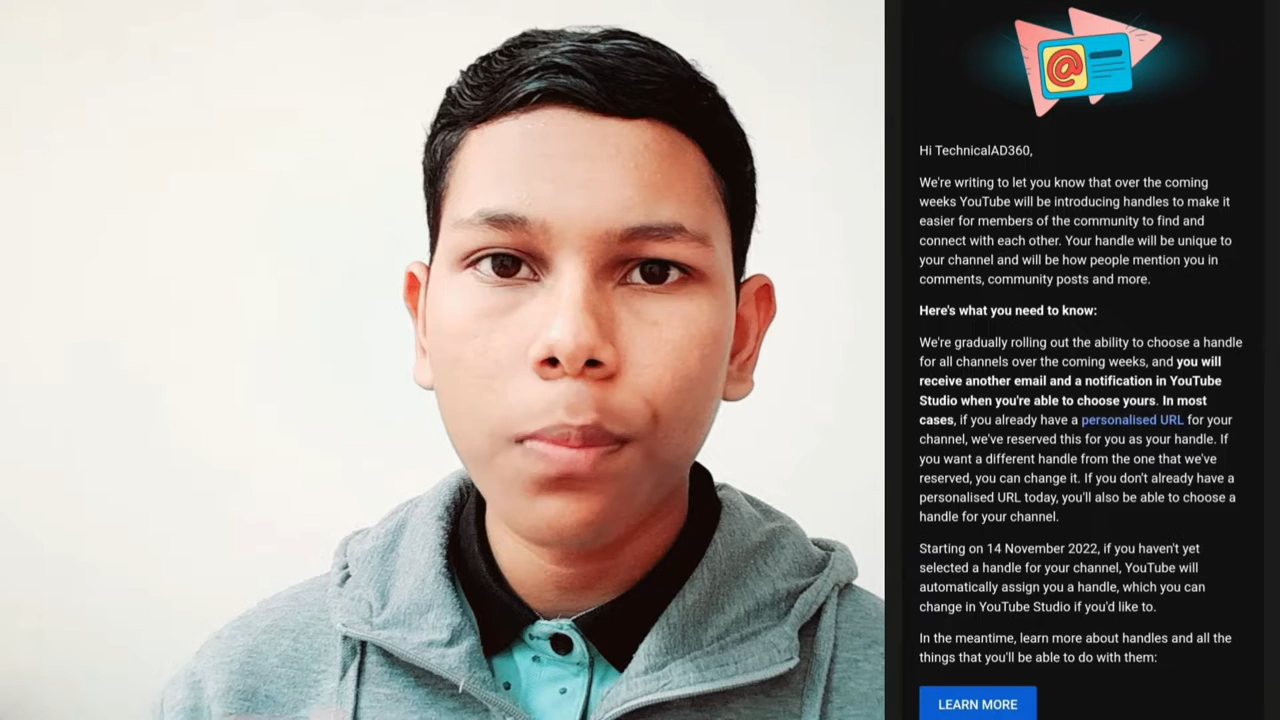 @
Hi TechnicalAD360,
We're writing to let you know that over the coming
weeks YouTube will be introducing handles to make it
easier for members of the community to find and
connect with each other. Your handle will be unique to
your channel and will be how people mention you in
comments, community posts and more.
Here's what you need to know:
We're gradually rolling out the ability to choose a handle
for all channels over the coming weeks, and you will
receive another email and a notification in YouTube
Studio when you're able to choose yours. In most
cases, if you already have a personalised URL for your
channel, we've reserved this for you as your handle. If
you want a different handle from the one that we've
reserved, you can change it. If you don't already have a
personalised URL today, you'll also be able to choose a
handle for your channel.
Starting on 14 November 2022, if you haven't yet
selected a handle for your channel, YouTube will
automatically assign you a handle, which you can
change in YouTube Studio if you'd like to.
In the meantime, learn more about handles and all the
things that you'll be able to do with them:
LEARN MORE